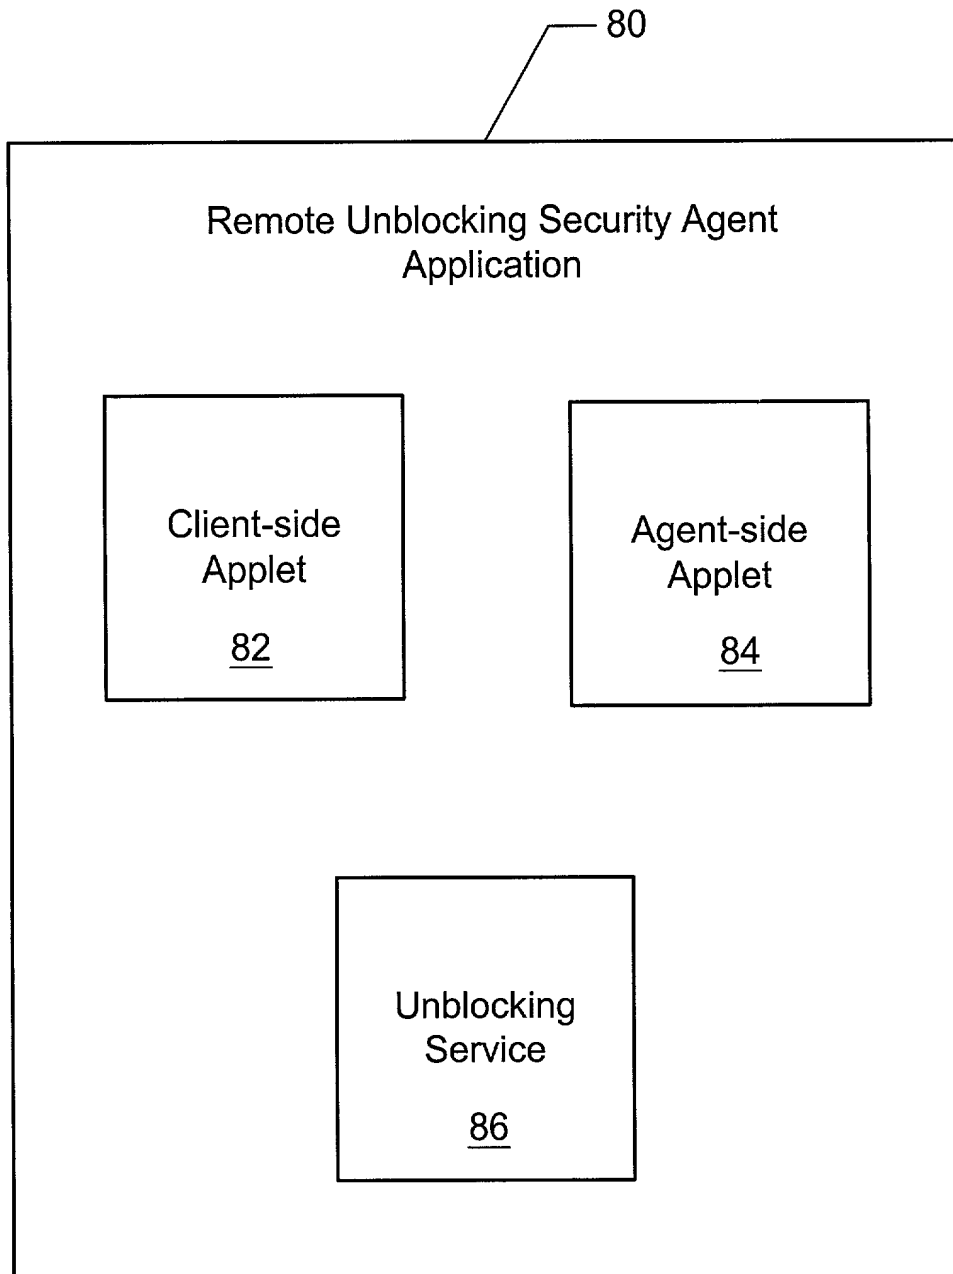 80
Remote Unblocking Security Agent
Application
Client-side
Applet
82
Agent-side
Applet
84
Unblocking
Service
86